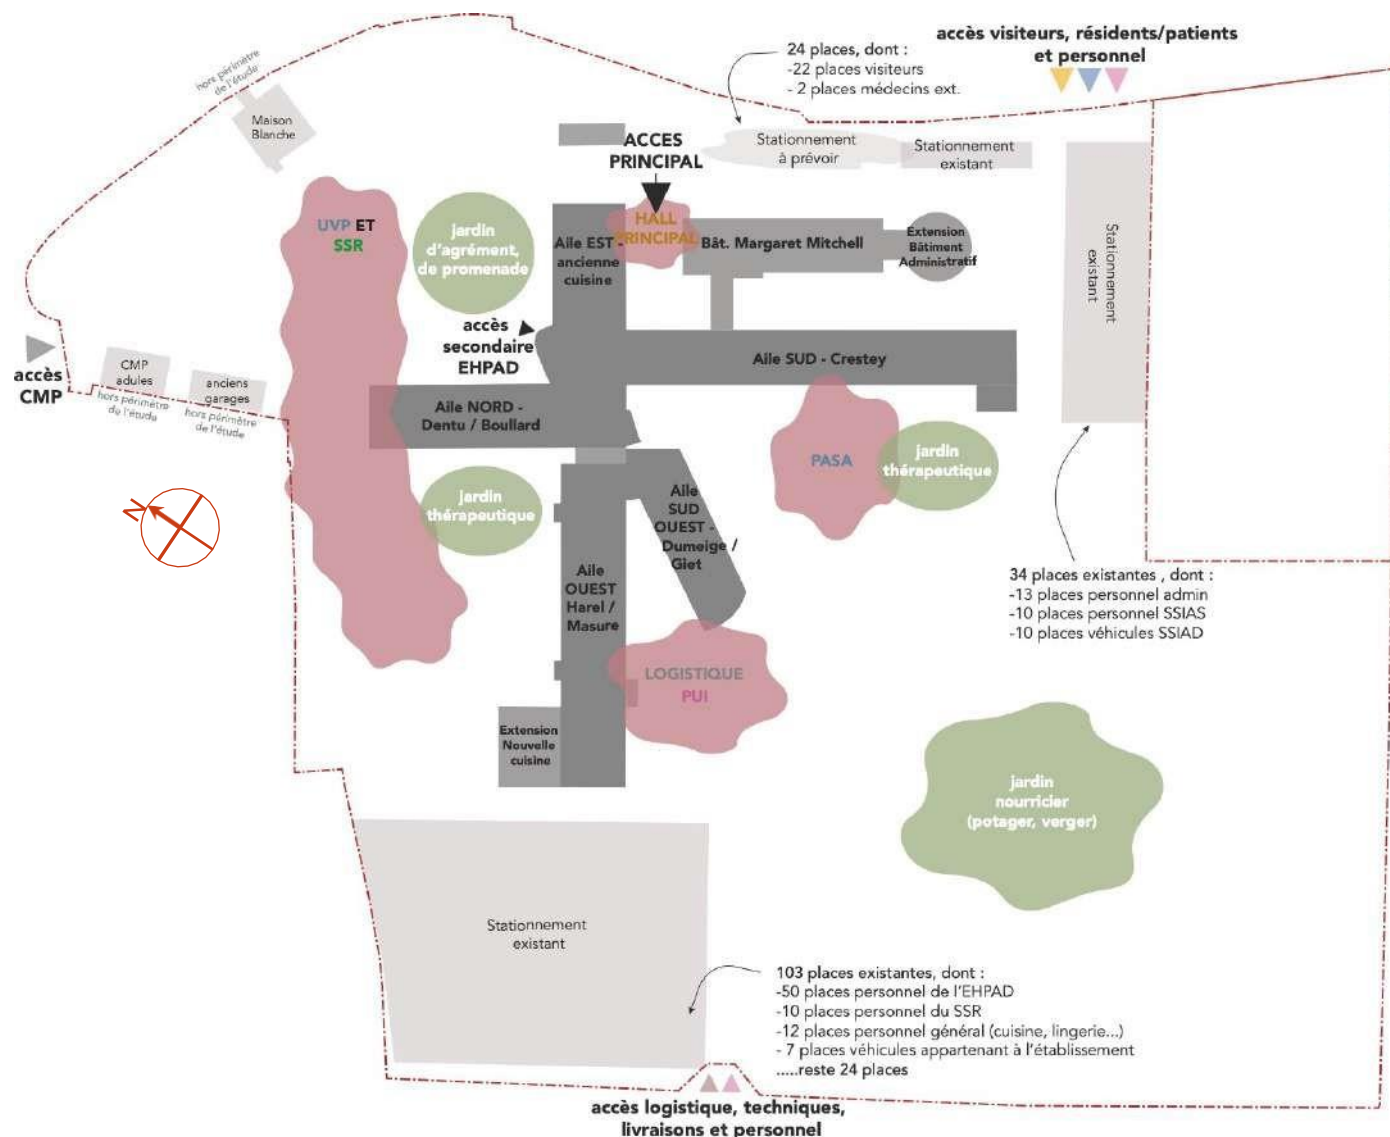 accès visiteurs, résidents/patients
et personnel
24 places, dont :
-22 places visiteurs
- 2 places médecins ext.
hors périmètre
de l'étude
Maison
Blanche
ACCES
PRINCIPAL
Stationnement
à prévoir
Stationnement
existant
UVP ET
SSR
jardin
d'agrément,
de promenade
Aile EST -
ancienne
cuisine
HALL
PRINCIPAL
Bât. Margaret Mitchell
Extension
Bâtiment
Administratif
Stationnement
existant
accès
secondaire
EHPAD
Aile SUD - Crestey
accès
CMP
CMP
adules
hors périmètre
de l'étude
anciens
garages
hors périmètre
de l'étude
Aile NORD -
Dentu / Boullard
PASA
jardin
thérapeutique
N
jardin
thérapeutique
Aile
SUD
OUEST -
Dumeige /
Giet
Aile
OUEST
Harel /
Masure
34 places existantes , dont :
-13 places personnel admin
-10 places personnel SSIAS
-10 places véhicules SSIAD
LOGISTIQUE
PUI
Extension
Nouvelle
cuisine
jardin
nourricier
(potager, verger)
Stationnement
existant
103 places existantes, dont :
-50 places personnel de l'EHPAD
-10 places personnel du SSR
-12 places personnel général (cuisine, lingerie...)
- 7 places véhicules appartenant à l'établissement
.....reste 24 places
accès logistique, techniques,
livraisons et personnel